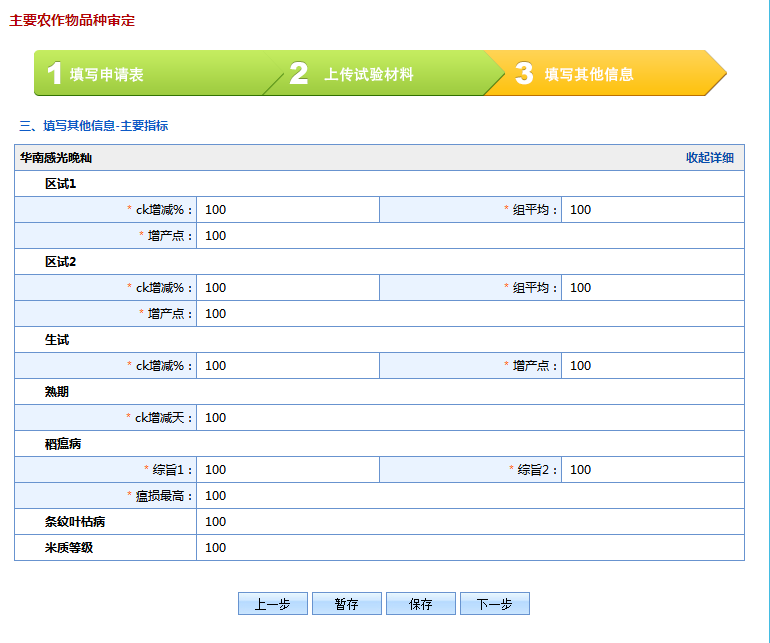 主要农作物品种审定
1 填写申请表 2 上传试验材料 3 填写其他信息
三、填写其他信息-主要指标
华南感光晚籼 收起详细
区试1
* ck增减%： 100 * 组平均： 100
* 增产点： 100
区试2
* ck增减%： 100 * 组平均： 100
* 增产点： 100
生试
* ck增减%： 100 * 增产点： 100
熟期
* ck增减天： 100
稻瘟病
* 综旨1： 100 * 综旨2： 100
* 瘟损最高： 100
条纹叶枯病 100
米质等级 100
上一步 暂存 保存 下一步